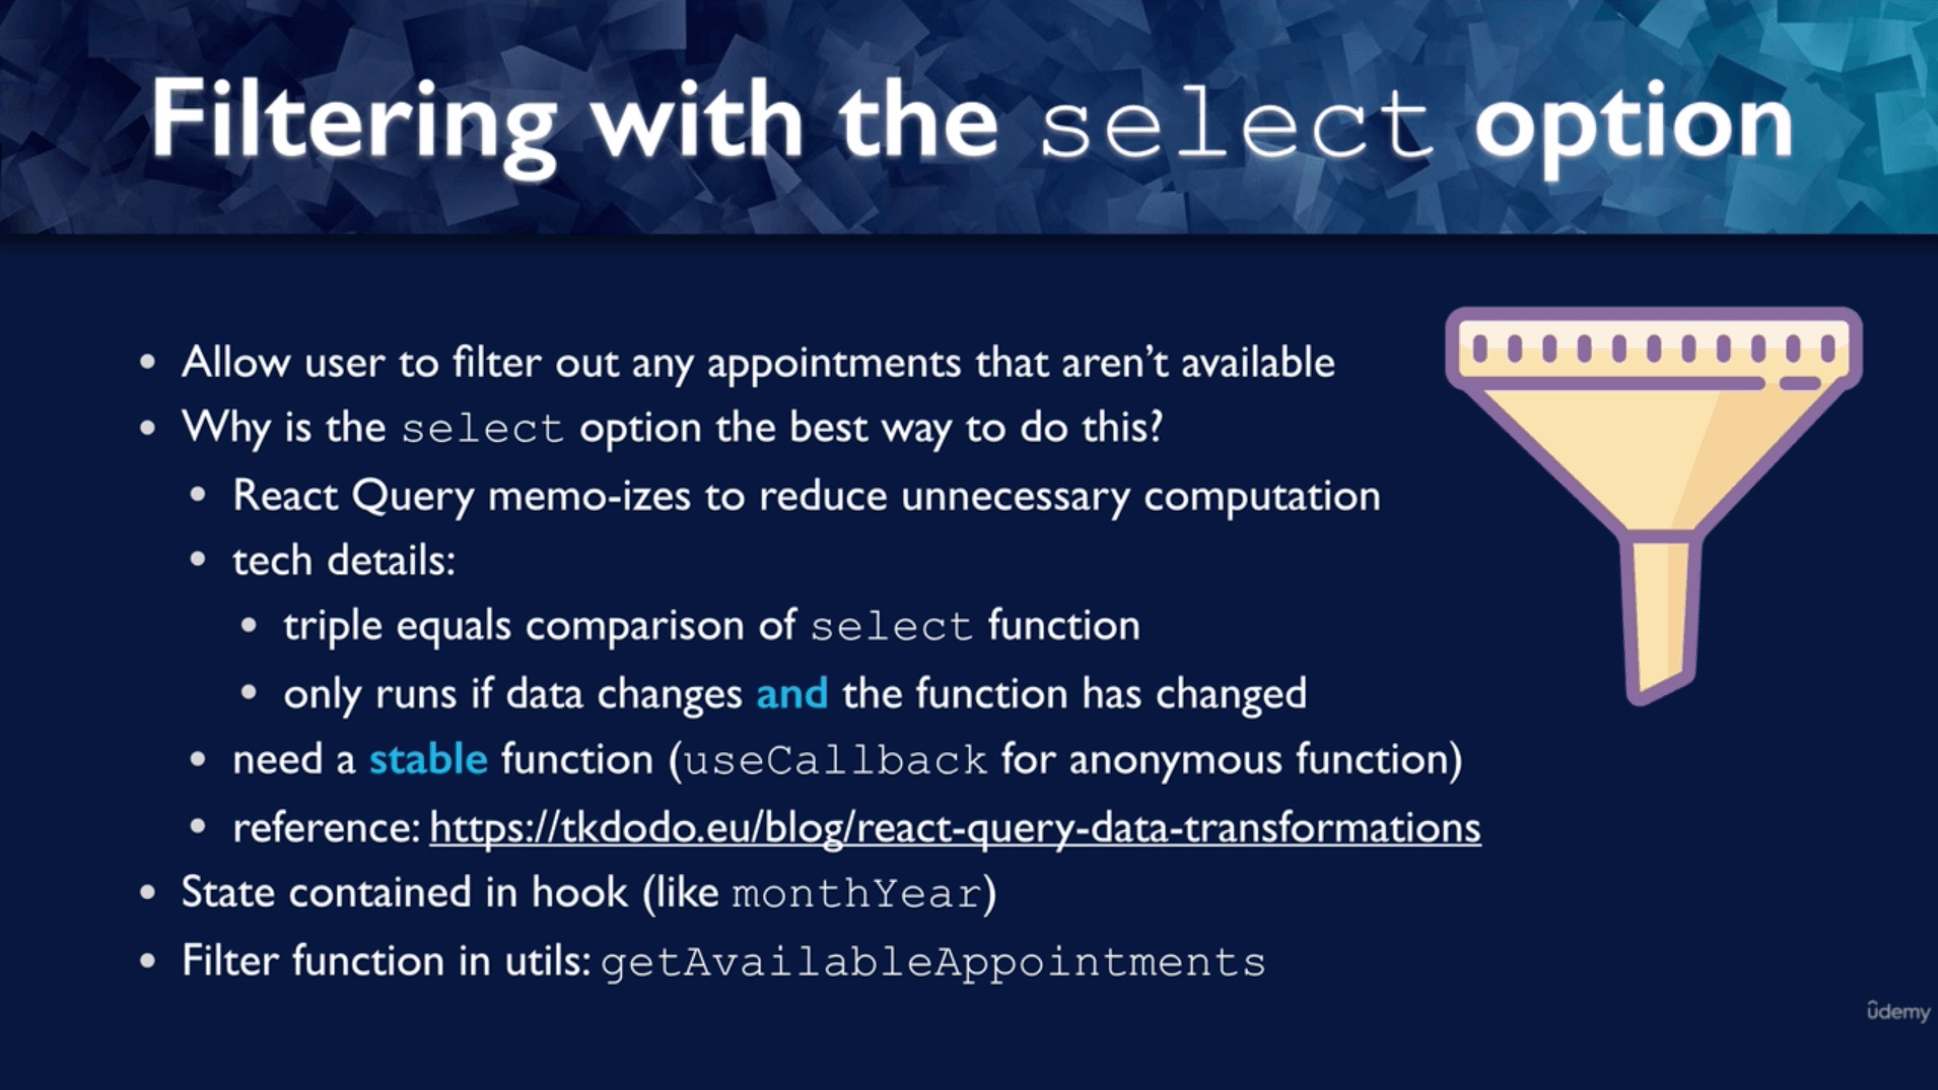 Filtering with the select option
• Allow user to filter out any appointments that aren't available
• Why is the select option the best way to do this?
• React Query memo-izes to reduce unnecessary computation
• tech details:
• triple equals comparison of select function
• only runs if data changes and the function has changed
• need a stable function (useCallback for anonymous function)
• reference: https://tkdodo.eu/blog/react-query-data-transformations
• State contained in hook (like monthYear)
• Filter function in utils: getAvailableAppointments
ûdemy